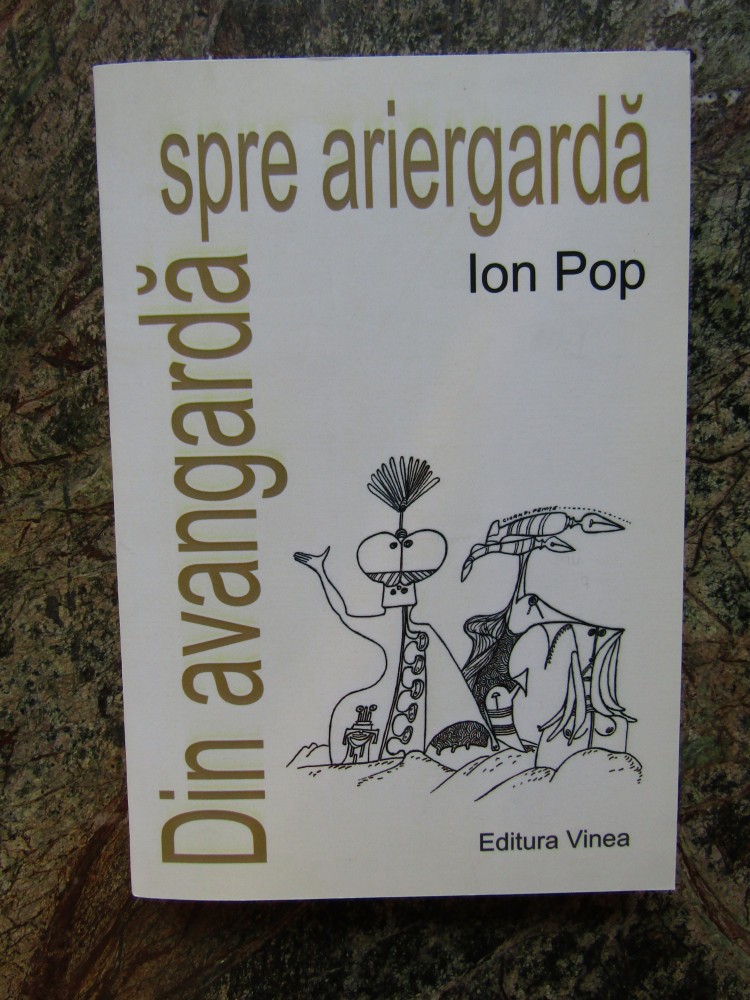 Din avangardă
spre ariergardă
Ion Pop
Editura Vinea